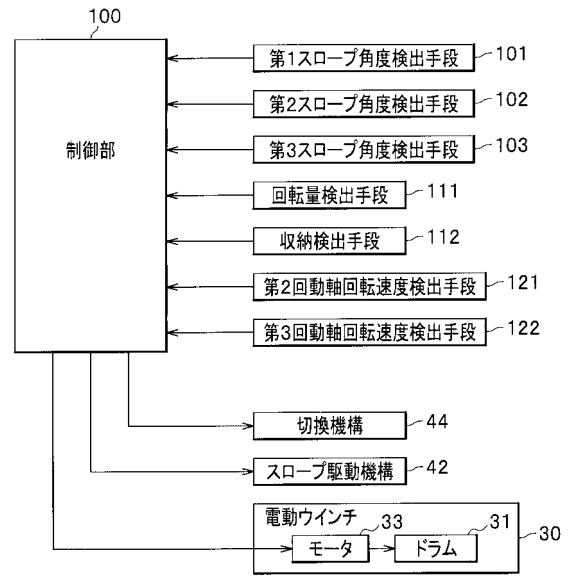 100
制御部
第1スロープ角度検出手段
101
第2スロープ角度検出手段
102
第3スロープ角度検出手段
103
回転量検出手段
111
収納検出手段
112
第2回動軸回転速度検出手段
121
第3回動軸回転速度検出手段
122
切換機構
44
スロープ駆動機構
42
電動ウインチ
33
31
30
モータ
ドラム